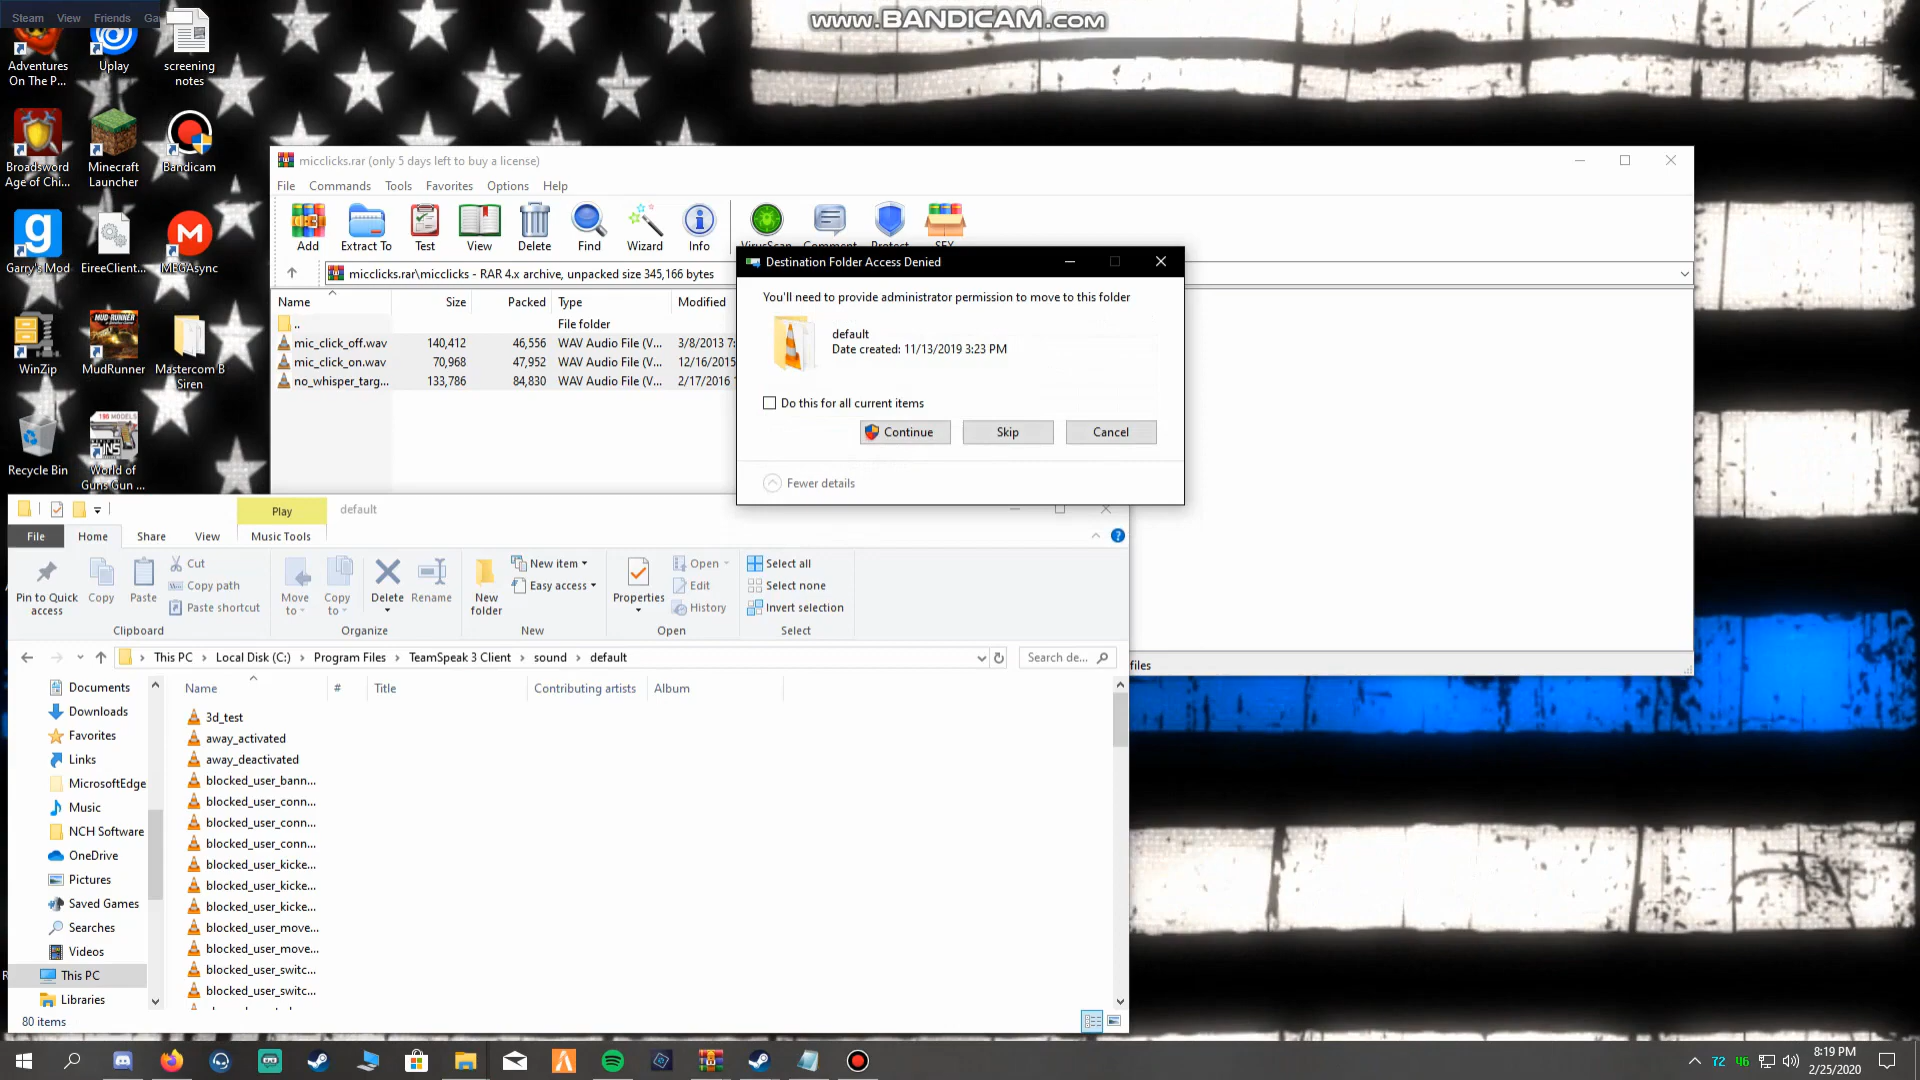 Steam View Friends
www.BANDICAM.com
Adventures
On The P...
Uplay
screening
notes
Broadsword
Age of Chi...
Minecraft
Launcher
Bandicam
Garry's Mod
EireeClient...
MEGAsync
WinZip
MudRunner
Mastercom B
Siren
Recycle Bin
World of
Guns Gun ...
micclicks.rar (only 5 days left to buy a license)
File Commands Tools Favorites Options Help
Add Extract To Test View Delete Find Wizard Info VirusScan Comment Protect SFX
micclicks.rar\micclicks - RAR 4.x archive, unpacked size 345,166 bytes
Name Size Packed Type Modified
.. File folder
mic_click_off.wav 140,412 46,556 WAV Audio File (V... 3/8/2013 7:
mic_click_on.wav 70,968 47,952 WAV Audio File (V... 12/16/2015
no_whisper_targ... 133,786 84,830 WAV Audio File (V... 2/17/2016 1
files
Destination Folder Access Denied
You'll need to provide administrator permission to move to this folder
default
Date created: 11/13/2019 3:23 PM
Do this for all current items
Continue Skip Cancel
Fewer details
Play default
File Home Share View Music Tools
Pin to Quick
access
Copy
Paste
Cut
Copy path
Paste shortcut
Clipboard
Move
to
Copy
to
Delete
Rename
Organize
New
folder
New item
Easy access
New
Properties
Open
Edit
History
Open
Select all
Select none
Invert selection
Select
This PC Local Disk (C:) Program Files TeamSpeak 3 Client sound default
Search de...
Documents
Downloads
Favorites
Links
MicrosoftEdge
Music
NCH Software
OneDrive
Pictures
Saved Games
Searches
Videos
This PC
Libraries
Name # Title Contributing artists Album
3d_test
away_activated
away_deactivated
blocked_user_bann...
blocked_user_conn...
blocked_user_conn...
blocked_user_conn...
blocked_user_kicke...
blocked_user_kicke...
blocked_user_kicke...
blocked_user_move...
blocked_user_move...
blocked_user_switc...
blocked_user_switc...
80 items
72 46
8:19 PM
2/25/2020